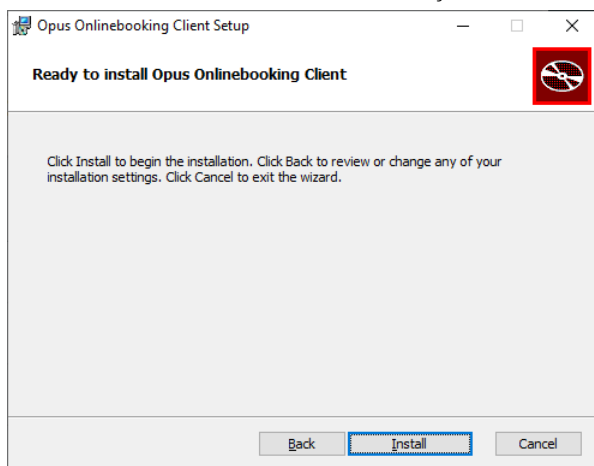 Opus Onlinebooking Client Setup
Ready to install Opus Onlinebooking Client
Click Install to begin the installation. Click Back to review or change any of your
installation settings. Click Cancel to exit the wizard.
Back Install Cancel